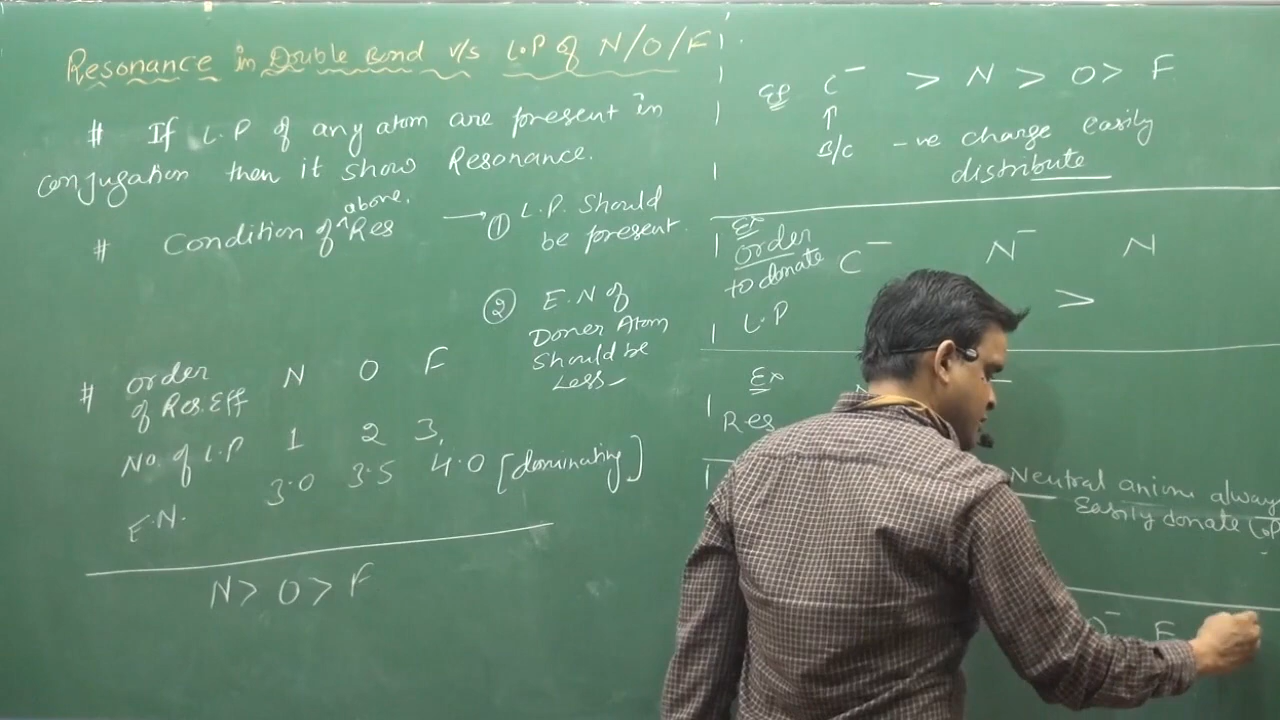 Resonance in Double Bond v/s L.P of N/O/F
# If L.P of any atom are present in
conjugation then it show Resonance.
# Condition of above Res → ① L.P. Should
be present.
② E.N of
Doner Atom
Should be
Less
# order
of Res. Eff
N O F
No. of L.P 1 2 3,
E.N. 3.0 3.5 4.0 [dominating]
N > O > F
C⁻ > N > O > F
↑
B/C -ve charge easily
distribute
Ex
order
to donate
L.P
C⁻ N⁻ N
>
Ex
Res
Neutral anion always
Easily donate
O⁻ F